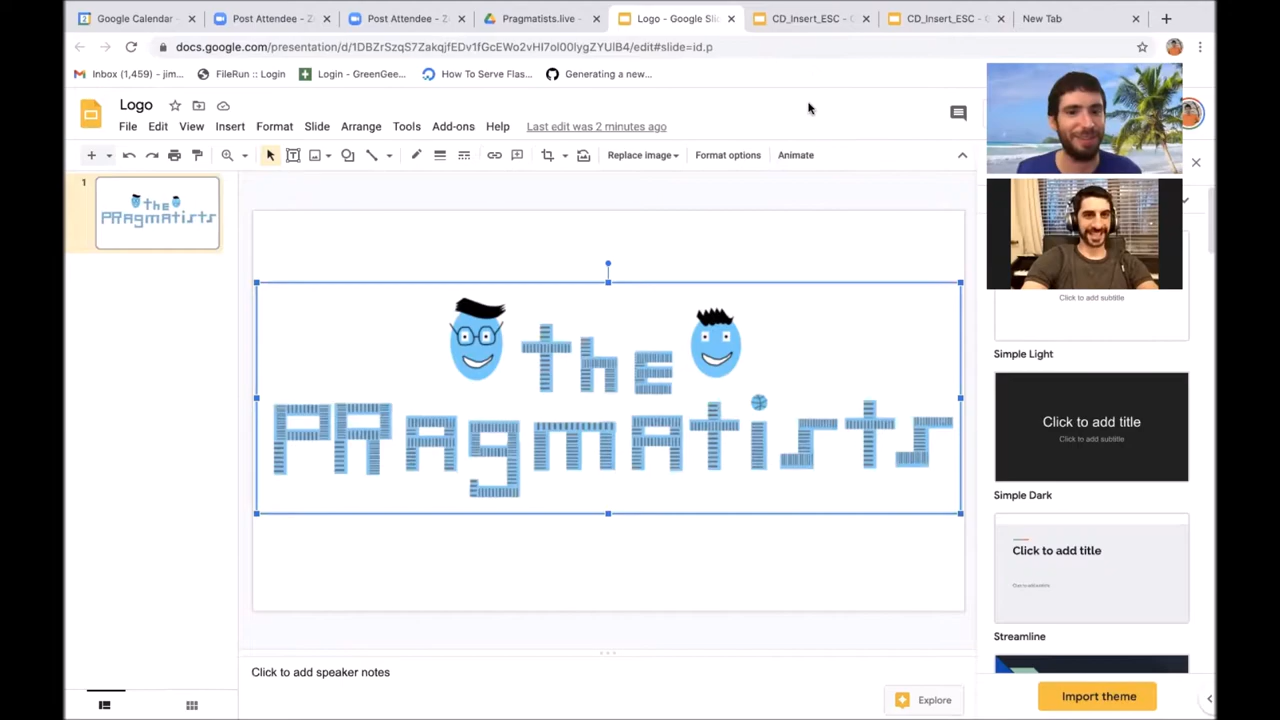 Google Calendar -
Post Attendee - Z
Post Attendee - Z
Pragmatists.live -
Logo - Google Slid
CD_Insert_ESC - G
CD_Insert_ESC - G
New Tab
docs.google.com/presentation/d/1DBZrSzqS7ZakqjfEDv1fGcEWo2vHI7oI00lygZYUlB4/edit#slide=id.p
Inbox (1,459) - jim...
FileRun :: Login
Login - GreenGee...
How To Serve Flas...
Generating a new...
Logo
File Edit View Insert Format Slide Arrange Tools Add-ons Help Last edit was 2 minutes ago
Replace image Format options Animate
1
the
PRAgmatists
the
PRAgmAtists
Click to add subtitle
Simple Light
Click to add title
Click to add subtitle
Simple Dark
Click to add title
Streamline
Click to add speaker notes
Explore
Import theme